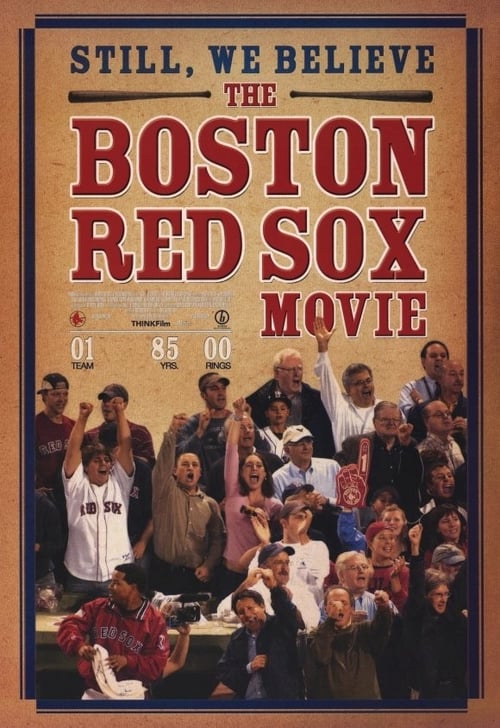 STILL, WE BELIEVE
THE
BOSTON
RED SOX
MOVIE
THINKFilm
01 85 00
TEAM YRS. RINGS
RED SOX
RED SOX